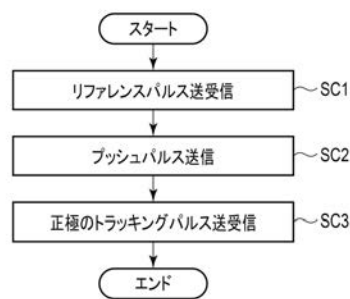 スタート
リファレンスパルス送受信 SC1
プッシュパルス送信 SC2
正極のトラッキングパルス送受信 SC3
エンド